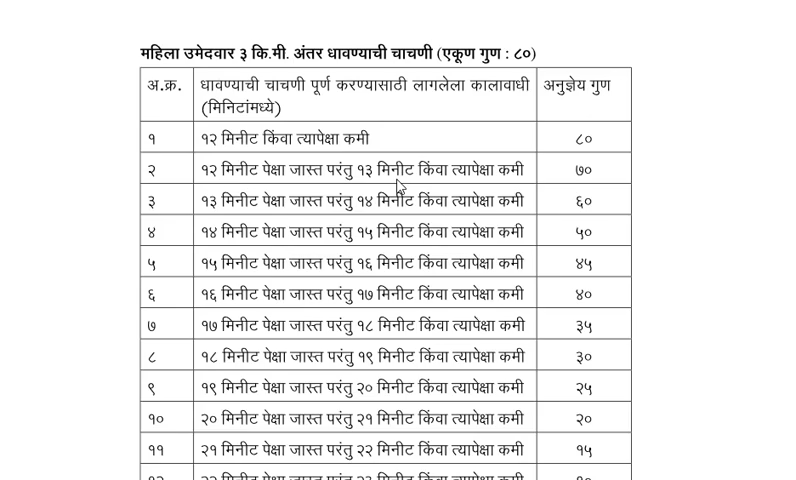 महिला उमेदवार ३ कि.मी. अंतर धावण्याची चाचणी (एकूण गुण : ८०)
अ.क्र. धावण्याची चाचणी पूर्ण करण्यासाठी लागलेला कालावाधी अनुज्ञेय गुण
(मिनिटांमध्ये)
१ १२ मिनीट किंवा त्यापेक्षा कमी ८०
२ १२ मिनीट पेक्षा जास्त परंतु १३ मिनीट किंवा त्यापेक्षा कमी ७०
३ १३ मिनीट पेक्षा जास्त परंतु १४ मिनीट किंवा त्यापेक्षा कमी ६०
४ १४ मिनीट पेक्षा जास्त परंतु १५ मिनीट किंवा त्यापेक्षा कमी ५०
५ १५ मिनीट पेक्षा जास्त परंतु १६ मिनीट किंवा त्यापेक्षा कमी ४५
६ १६ मिनीट पेक्षा जास्त परंतु १७ मिनीट किंवा त्यापेक्षा कमी ४०
७ १७ मिनीट पेक्षा जास्त परंतु १८ मिनीट किंवा त्यापेक्षा कमी ३५
८ १८ मिनीट पेक्षा जास्त परंतु १९ मिनीट किंवा त्यापेक्षा कमी ३०
९ १९ मिनीट पेक्षा जास्त परंतु २० मिनीट किंवा त्यापेक्षा कमी २५
१० २० मिनीट पेक्षा जास्त परंतु २१ मिनीट किंवा त्यापेक्षा कमी २०
११ २१ मिनीट पेक्षा जास्त परंतु २२ मिनीट किंवा त्यापेक्षा कमी १५